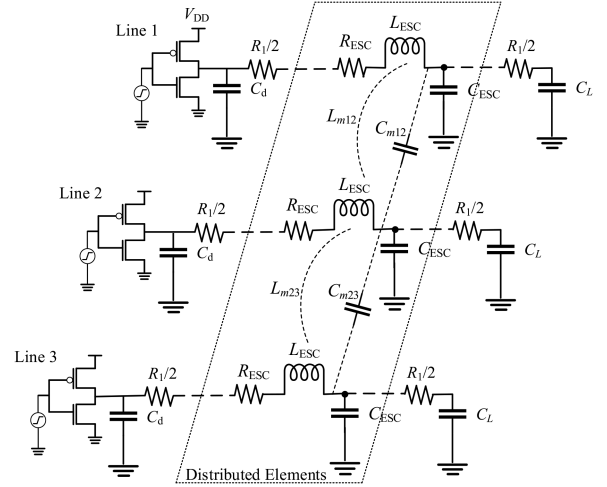 Line 1
V_DD
L_ESC
R_1/2
R_ESC
R_1/2
C_d
C_ESC
C_L
L_m12
C_m12
Line 2
L_ESC
R_1/2
R_ESC
R_1/2
C_d
C_ESC
C_L
L_m23
C_m23
Line 3
L_ESC
R_1/2
R_ESC
R_1/2
C_d
C_ESC
C_L
Distributed Elements